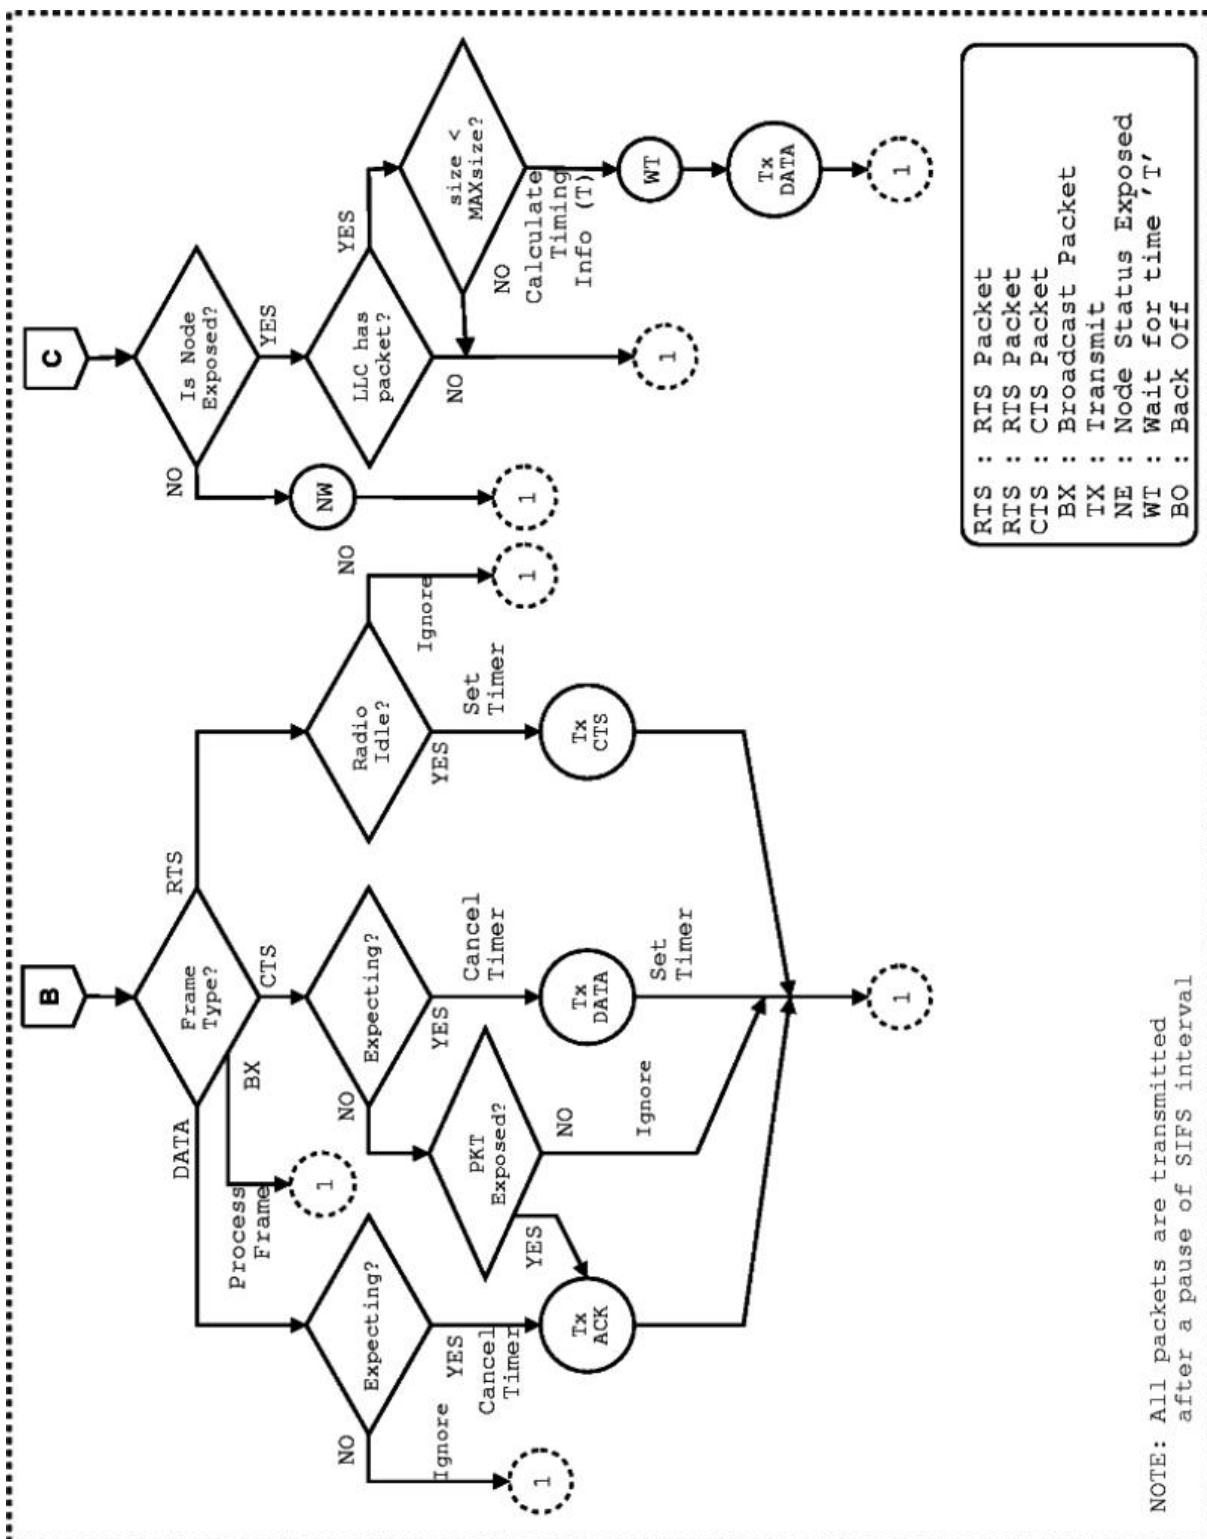 B
Frame
Type?
DATA
BX
CTS
RTS
Process
Frame
1
Expecting?
NO
Ignore
1
YES
Cancel
Timer
Tx
ACK
Expecting?
NO
YES
Cancel
Timer
PKT
Exposed?
YES
NO
Ignore
Tx
DATA
Set
Timer
Radio
Idle?
NO
Ignore
1
YES
Set
Timer
Tx
CTS
1
C
Is Node
Exposed?
NO
NW
1
YES
LLC has
packet?
NO
YES
size <
MAXsize?
NO
Calculate
Timing
Info (T)
WT
Tx
DATA
1
1
NOTE: All packets are transmitted
after a pause of SIFS interval
RTS : RTS Packet
RTS : RTS Packet
CTS : CTS Packet
BX : Broadcast Packet
TX : Transmit
NE : Node Status Exposed
WT : Wait for time 'T'
BO : Back Off